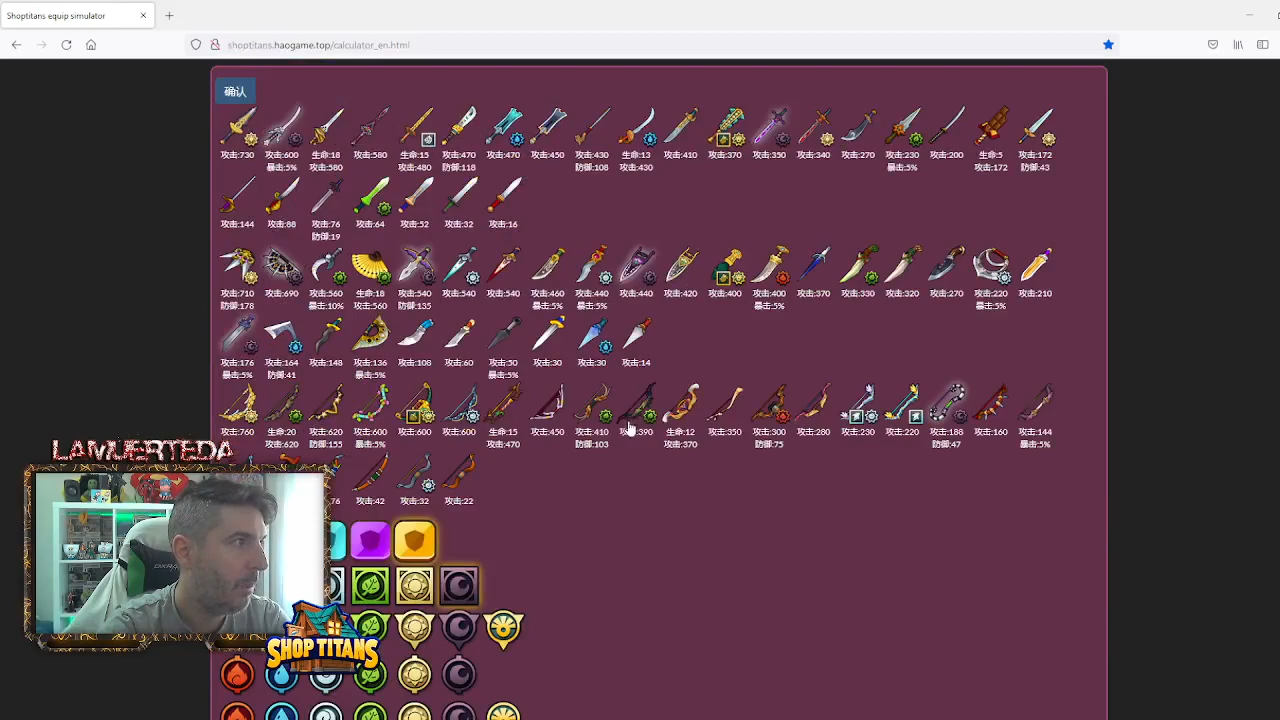 Shoptitans equip simulator
shoptitans.haogame.top/calculator_en.html
确认
攻击:730 攻击:600 生命:18 攻击:580 生命:15 攻击:470 攻击:470 攻击:450 攻击:430 生命:13 攻击:410 攻击:370 攻击:350 攻击:340 攻击:270 攻击:230 攻击:200 生命:5 攻击:172
暴击:5% 攻击:580 攻击:480 防御:118 防御:108 攻击:430 暴击:5% 攻击:172 防御:43
攻击:144 攻击:88 攻击:76 攻击:64 攻击:52 攻击:32 攻击:16
防御:19
攻击:710 攻击:690 攻击:560 生命:18 攻击:540 攻击:540 攻击:540 攻击:460 攻击:440 攻击:440 攻击:420 攻击:400 攻击:400 攻击:370 攻击:330 攻击:320 攻击:270 攻击:220 攻击:210
防御:178 暴击:10% 攻击:560 防御:135 暴击:5% 暴击:5% 暴击:5% 暴击:5%
攻击:176 攻击:164 攻击:148 攻击:136 攻击:108 攻击:60 攻击:50 攻击:30 攻击:30 攻击:14
暴击:5% 防御:41 暴击:5% 暴击:5%
攻击:760 生命:20 攻击:620 攻击:600 攻击:600 攻击:600 生命:15 攻击:450 攻击:410 :390 生命:12 攻击:350 攻击:300 攻击:280 攻击:230 攻击:220 攻击:188 攻击:160 攻击:144
攻击:620 防御:155 暴击:5% 攻击:470 防御:103 攻击:370 防御:75 防御:47 暴击:5%
76 攻击:42 攻击:32 攻击:22
LAMUERTEDA
SHOP TITANS